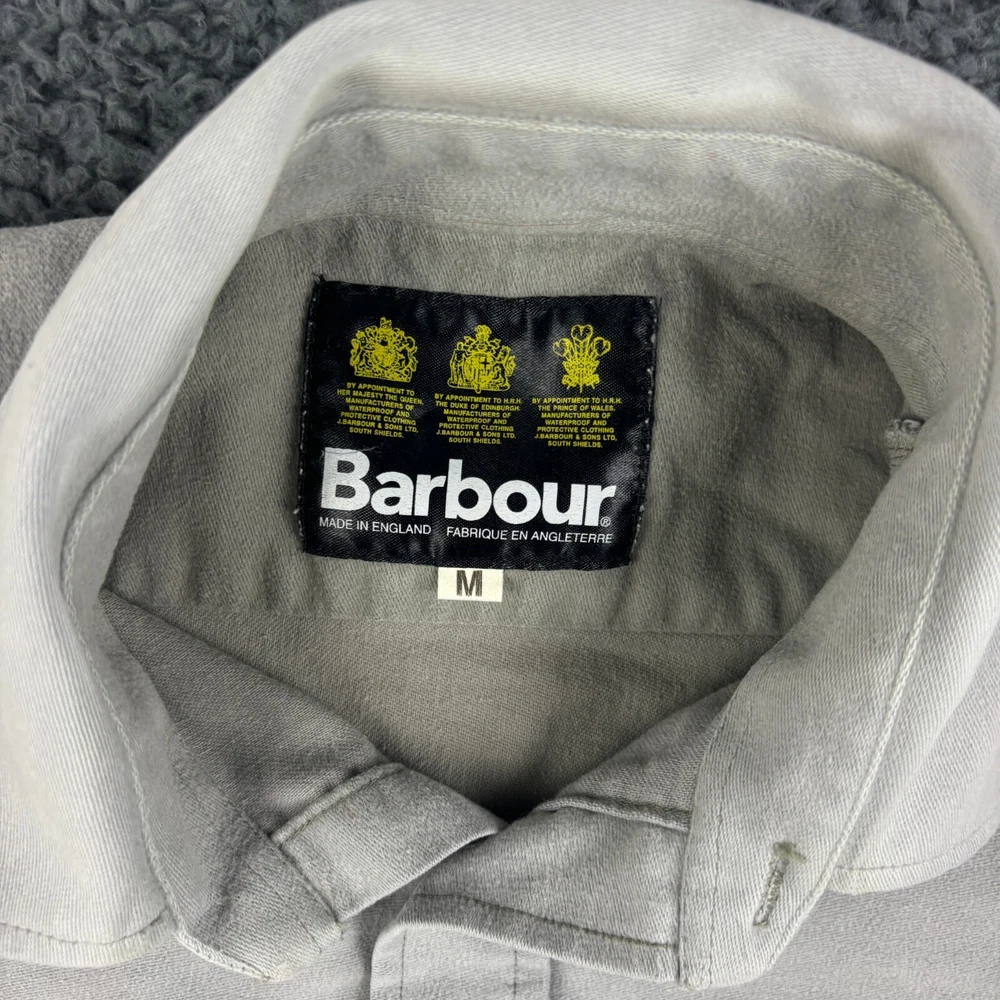 BY APPOINTMENT TO
HER MAJESTY THE QUEEN.
MANUFACTURERS OF
WATERPROOF AND
PROTECTIVE CLOTHING
J.BARBOUR & SONS LTD.
SOUTH SHIELDS.
BY APPOINTMENT TO H.R.H.
THE DUKE OF EDINBURGH.
MANUFACTURERS OF
WATERPROOF AND
PROTECTIVE CLOTHING
J.BARBOUR & SONS LTD.
SOUTH SHIELDS.
BY APPOINTMENT TO H.R.H.
THE PRINCE OF WALES.
MANUFACTURERS OF
WATERPROOF AND
PROTECTIVE CLOTHING
J.BARBOUR & SONS LTD,
SOUTH SHIELDS.
Barbour®
MADE IN ENGLAND FABRIQUE EN ANGLETERRE
M